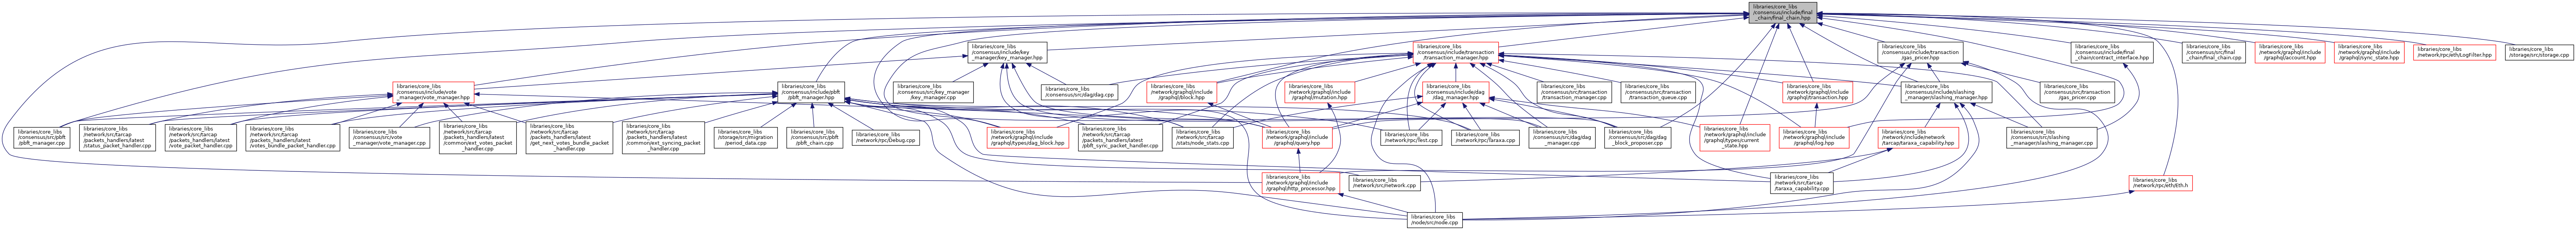 libraries/core_libs
/consensus/include/final
_chain/final_chain.hpp
libraries/core_libs
/consensus/include/key
_manager/key_manager.hpp
libraries/core_libs
/consensus/include/transaction
_manager/transaction_manager.hpp
libraries/core_libs
/consensus/include/transaction
/gas_pricer.hpp
libraries/core_libs
/consensus/include/final
_chain/contract_interface.hpp
libraries/core_libs
/consensus/src/final
_chain/final_chain.cpp
libraries/core_libs
/network/graphql/include
/graphql/account.hpp
libraries/core_libs
/network/graphql/include
/graphql/sync_state.hpp
libraries/core_libs
/network/rpc/eth/LogFilter.hpp
libraries/core_libs
/storage/src/storage.cpp
libraries/core_libs
/consensus/include/vote
_manager/vote_manager.hpp
libraries/core_libs
/consensus/include/pbft
/pbft_manager.hpp
libraries/core_libs
/consensus/src/key_manager
/key_manager.cpp
libraries/core_libs
/consensus/src/dag/dag.cpp
libraries/core_libs
/network/graphql/include
/graphql/block.hpp
libraries/core_libs
/network/graphql/include
/graphql/mutation.hpp
libraries/core_libs
/consensus/include/dag
/dag_manager.hpp
libraries/core_libs
/consensus/src/transaction
/transaction_manager.cpp
libraries/core_libs
/consensus/src/transaction
/transaction_queue.cpp
libraries/core_libs
/network/graphql/include
/graphql/transaction.hpp
libraries/core_libs
/consensus/include/slashing
_manager/slashing_manager.hpp
libraries/core_libs
/consensus/src/transaction
/gas_pricer.cpp
libraries/core_libs
/consensus/src/pbft
/pbft_manager.cpp
libraries/core_libs
/network/src/tarcap
/packets_handlers/latest
/status_packet_handler.cpp
libraries/core_libs
/network/src/tarcap
/packets_handlers/latest
/vote_packet_handler.cpp
libraries/core_libs
/network/src/tarcap
/packets_handlers/latest
/votes_bundle_packet_handler.cpp
libraries/core_libs
/consensus/src/vote
_manager/vote_manager.cpp
libraries/core_libs
/network/src/tarcap
/packets_handlers/latest
/common/ext_votes_packet
_handler.cpp
libraries/core_libs
/network/src/tarcap
/packets_handlers/latest
/get_next_votes_bundle_packet
_handler.cpp
libraries/core_libs
/network/src/tarcap
/packets_handlers/latest
/common/ext_syncing_packet
_handler.cpp
libraries/core_libs
/storage/src/migration
/period_data.cpp
libraries/core_libs
/consensus/src/pbft
/pbft_chain.cpp
libraries/core_libs
/network/rpc/Debug.cpp
libraries/core_libs
/network/graphql/include
/graphql/types/dag_block.hpp
libraries/core_libs
/network/src/tarcap
/packets_handlers/latest
/pbft_sync_packet_handler.cpp
libraries/core_libs
/network/src/tarcap
/stats/node_stats.cpp
libraries/core_libs
/network/graphql/include
/graphql/query.hpp
libraries/core_libs
/network/rpc/Test.cpp
libraries/core_libs
/network/rpc/Taraxa.cpp
libraries/core_libs
/consensus/src/dag/dag
_manager.cpp
libraries/core_libs
/consensus/src/dag/dag
_block_proposer.cpp
libraries/core_libs
/network/graphql/include
/graphql/types/current
_state.hpp
libraries/core_libs
/network/graphql/include
/graphql/log.hpp
libraries/core_libs
/network/include/network
/tarcap/taraxa_capability.hpp
libraries/core_libs
/consensus/src/slashing
_manager/slashing_manager.cpp
libraries/core_libs
/network/graphql/include
/graphql/http_processor.hpp
libraries/core_libs
/network/src/network.cpp
libraries/core_libs
/network/src/tarcap
/taraxa_capability.cpp
libraries/core_libs
/network/rpc/eth/Eth.h
libraries/core_libs
/node/src/node.cpp